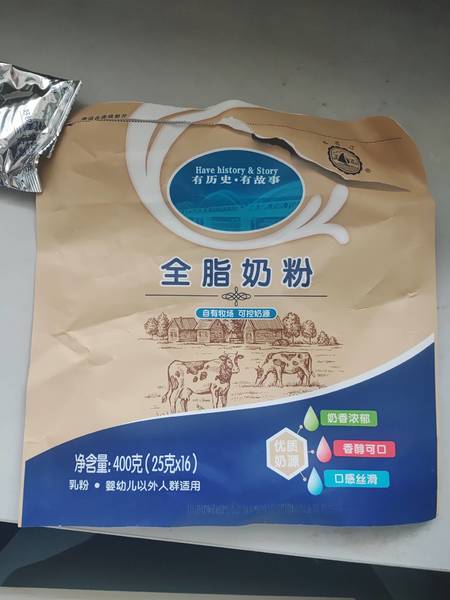 Have history & Story
有历史·有故事
全脂奶粉
自有牧场 可控奶源
奶香浓郁
优质
奶源
香醇可口
口感丝滑
净含量: 400克(25克x16)
乳粉 · 婴幼儿以外人群适用